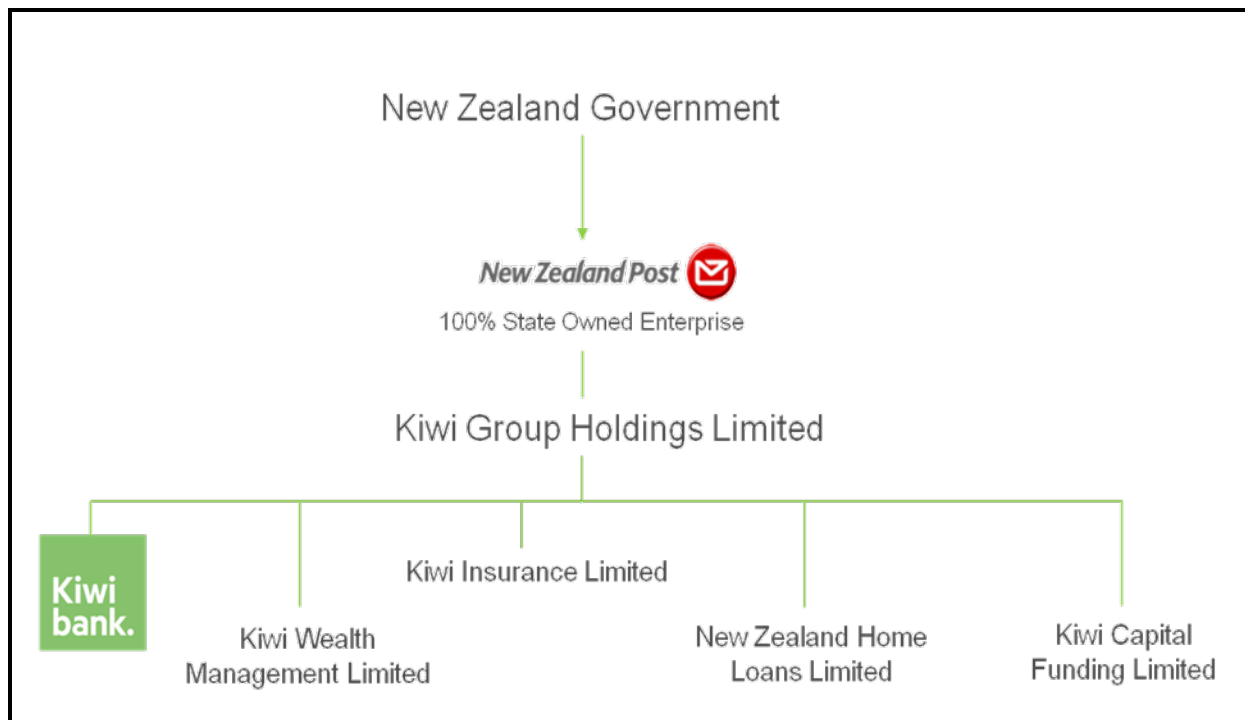 New Zealand Government
New Zealand Post
100% State Owned Enterprise
Kiwi Group Holdings Limited
Kiwi
bank.
Kiwi Wealth
Management Limited
Kiwi Insurance Limited
New Zealand Home
Loans Limited
Kiwi Capital
Funding Limited